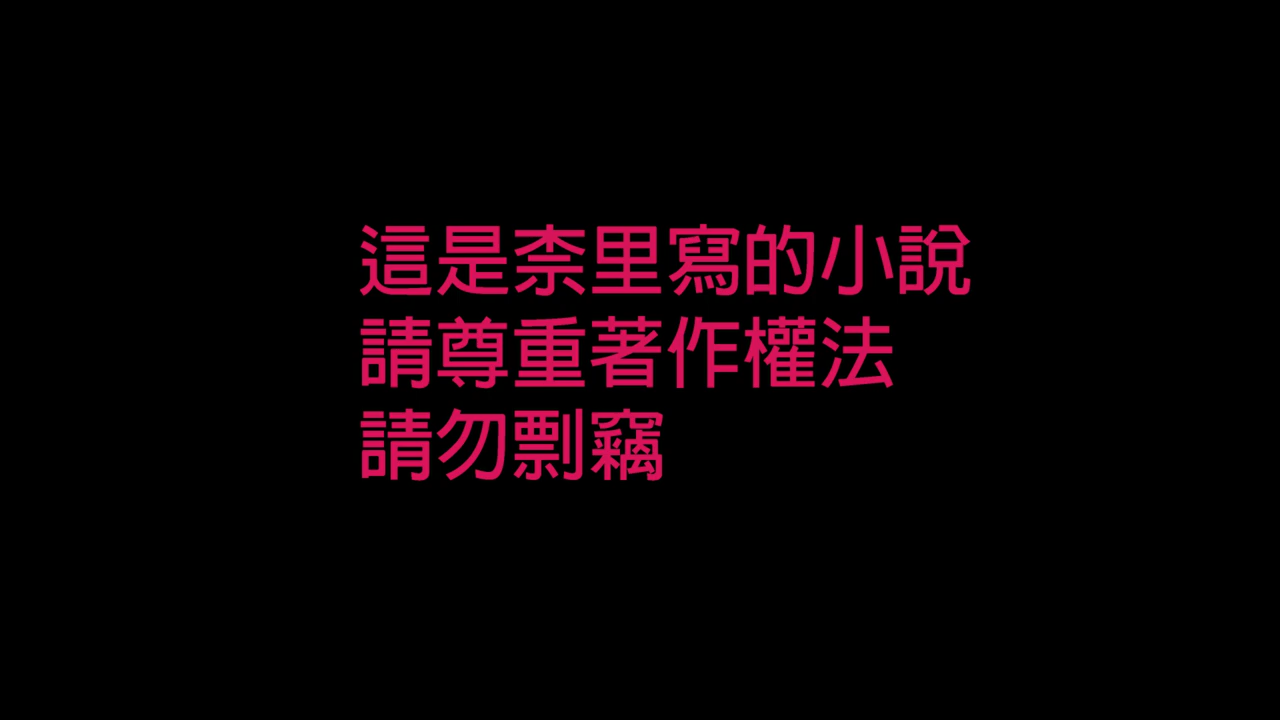 這是柰里寫的小說
請尊重著作權法
請勿剽竊